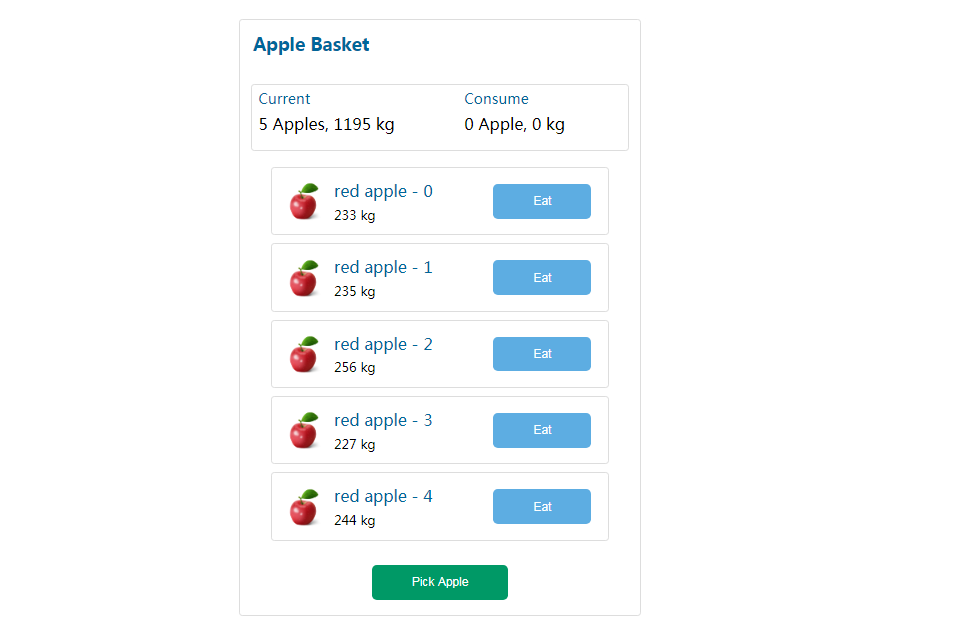 Apple Basket
Current
Consume
5 Apples, 1195 kg
0 Apple, 0 kg
red apple - 0
233 kg
Eat
red apple - 1
235 kg
Eat
red apple - 2
256 kg
Eat
red apple - 3
227 kg
Eat
red apple - 4
244 kg
Eat
Pick Apple